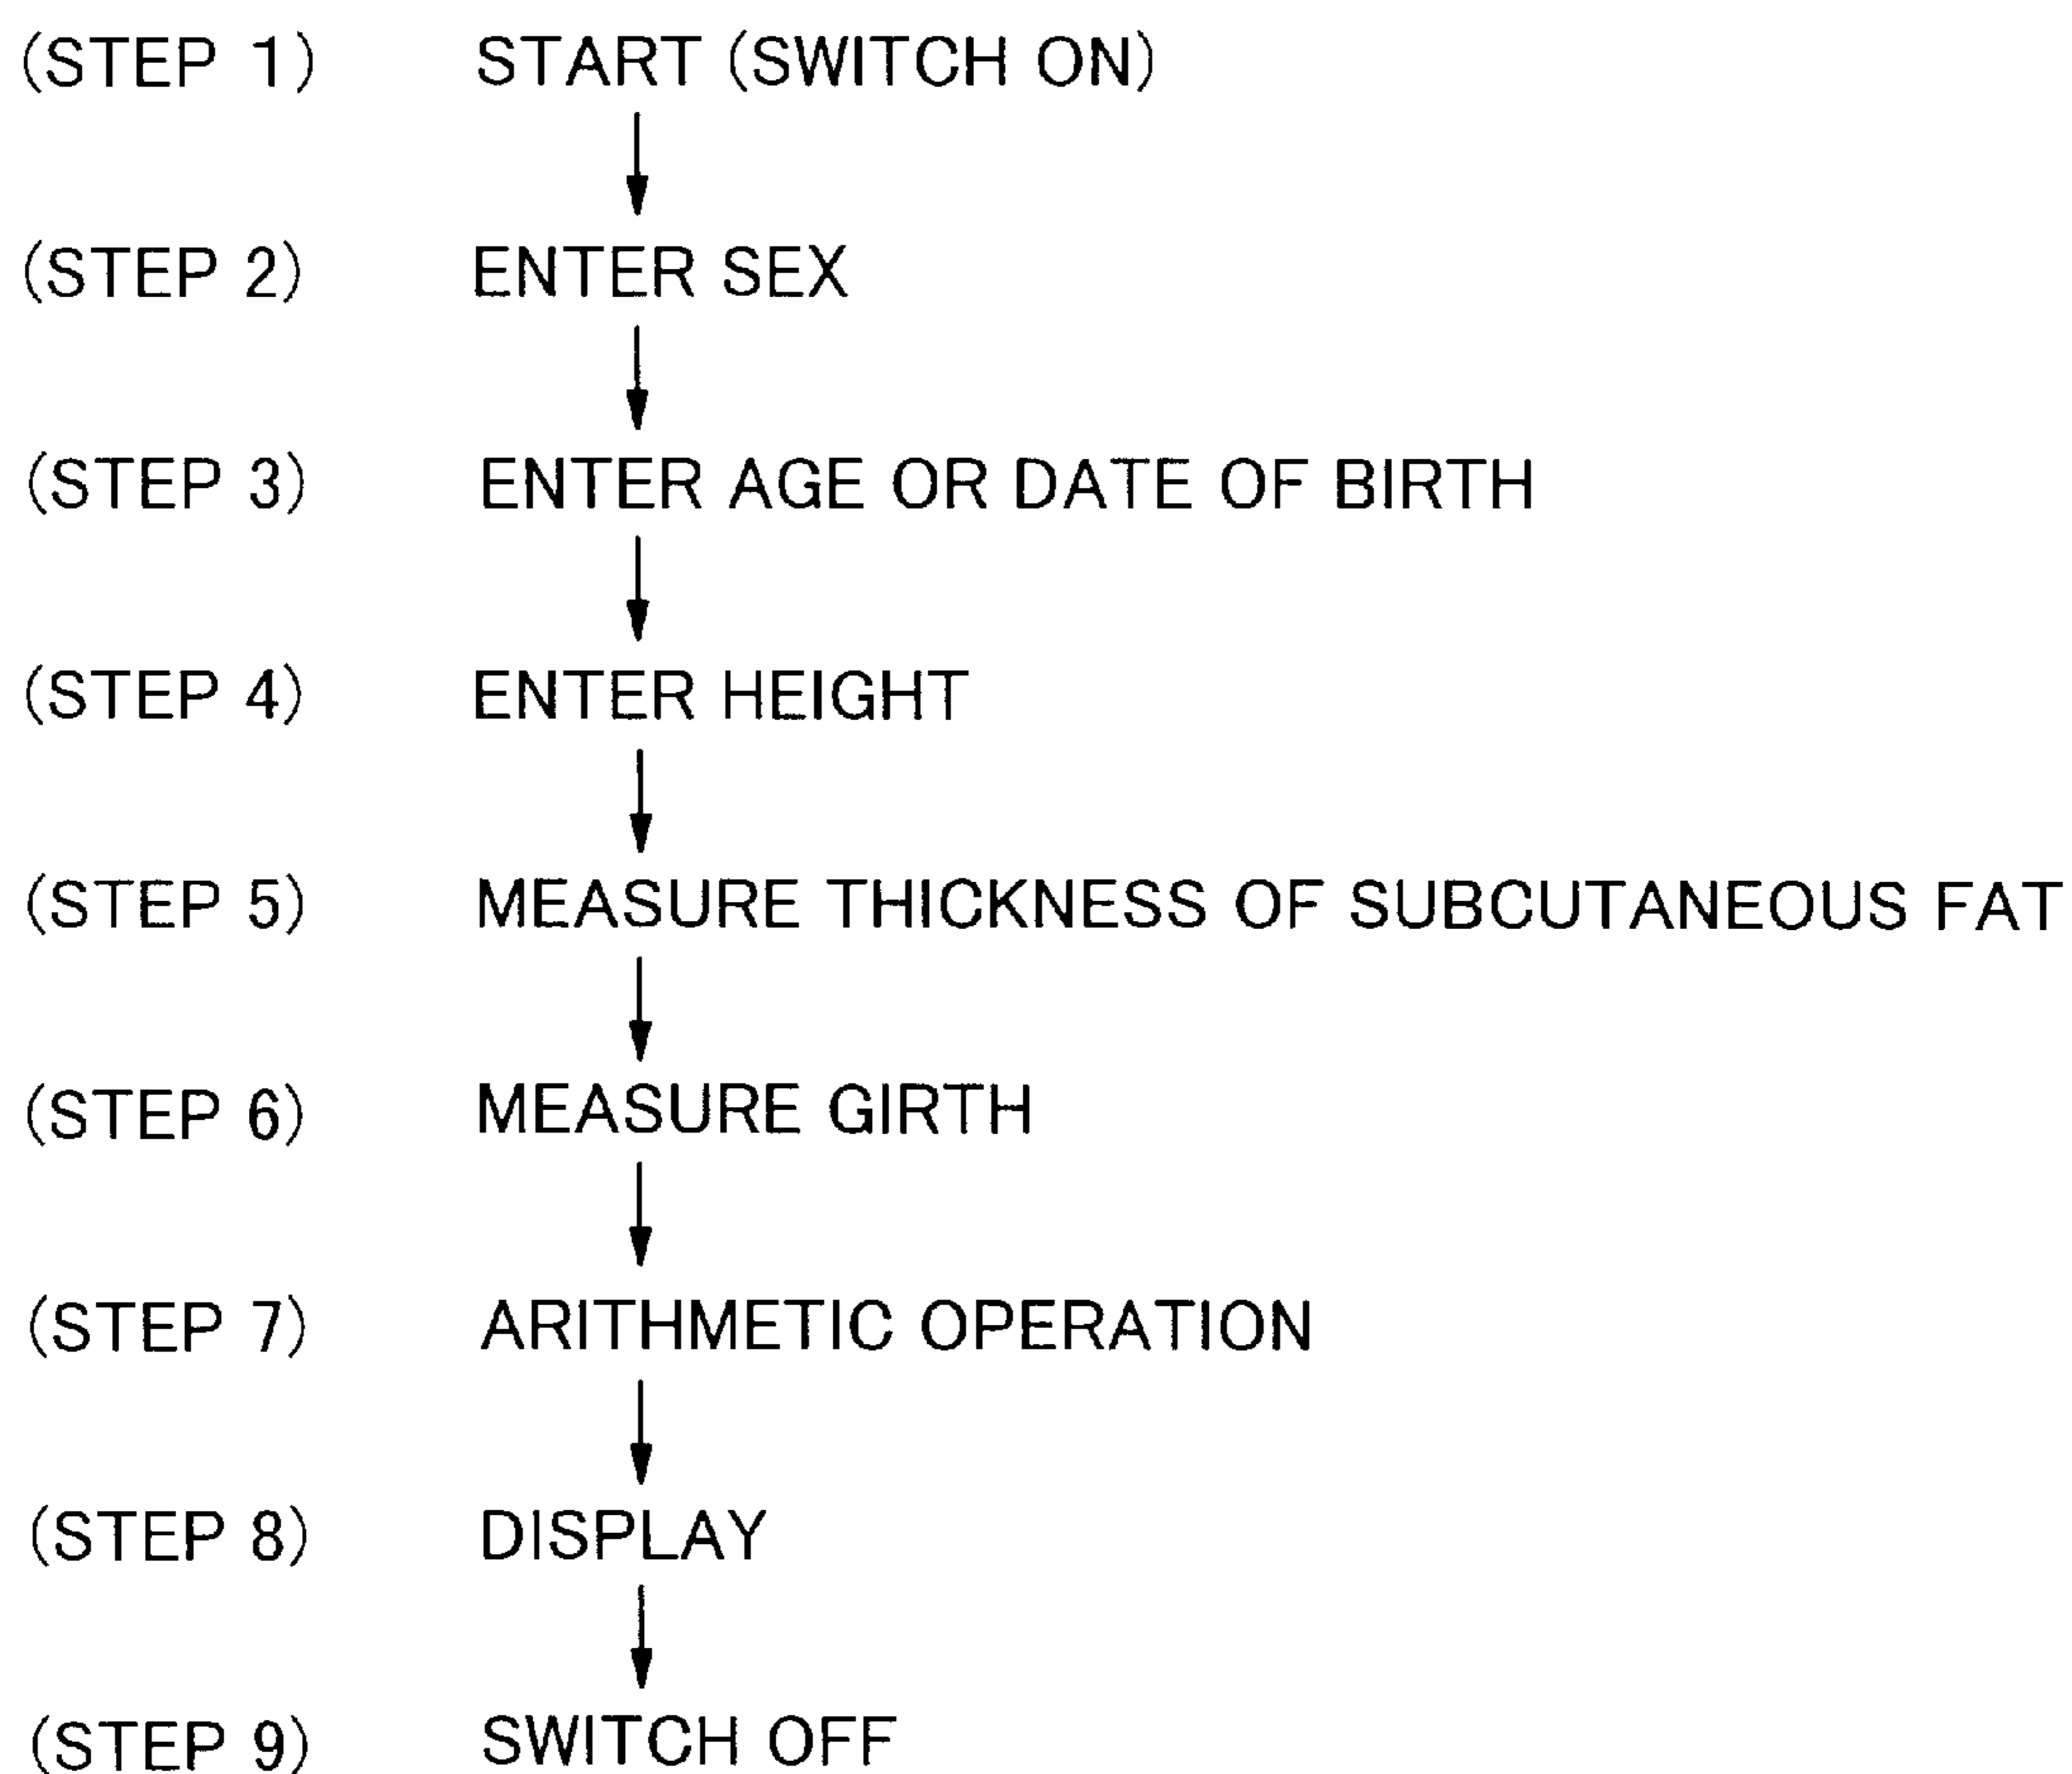 (STEP 1) START (SWITCH ON)
(STEP 2) ENTER SEX
(STEP 3) ENTER AGE OR DATE OF BIRTH
(STEP 4) ENTER HEIGHT
(STEP 5) MEASURE THICKNESS OF SUBCUTANEOUS FAT
(STEP 6) MEASURE GIRTH
(STEP 7) ARITHMETIC OPERATION
(STEP 8) DISPLAY
(STEP 9) SWITCH OFF